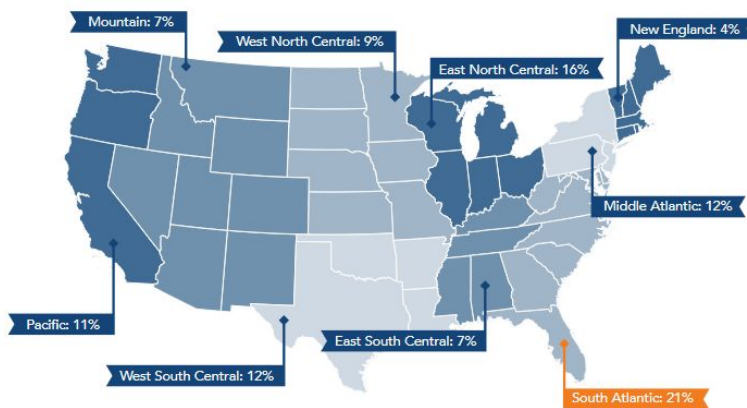 Mountain: 7%
New England: 4%
West North Central: 9%
East North Central: 16%
Middle Atlantic: 12%
Pacific: 11%
East South Central: 7%
West South Central: 12%
South Atlantic: 21%